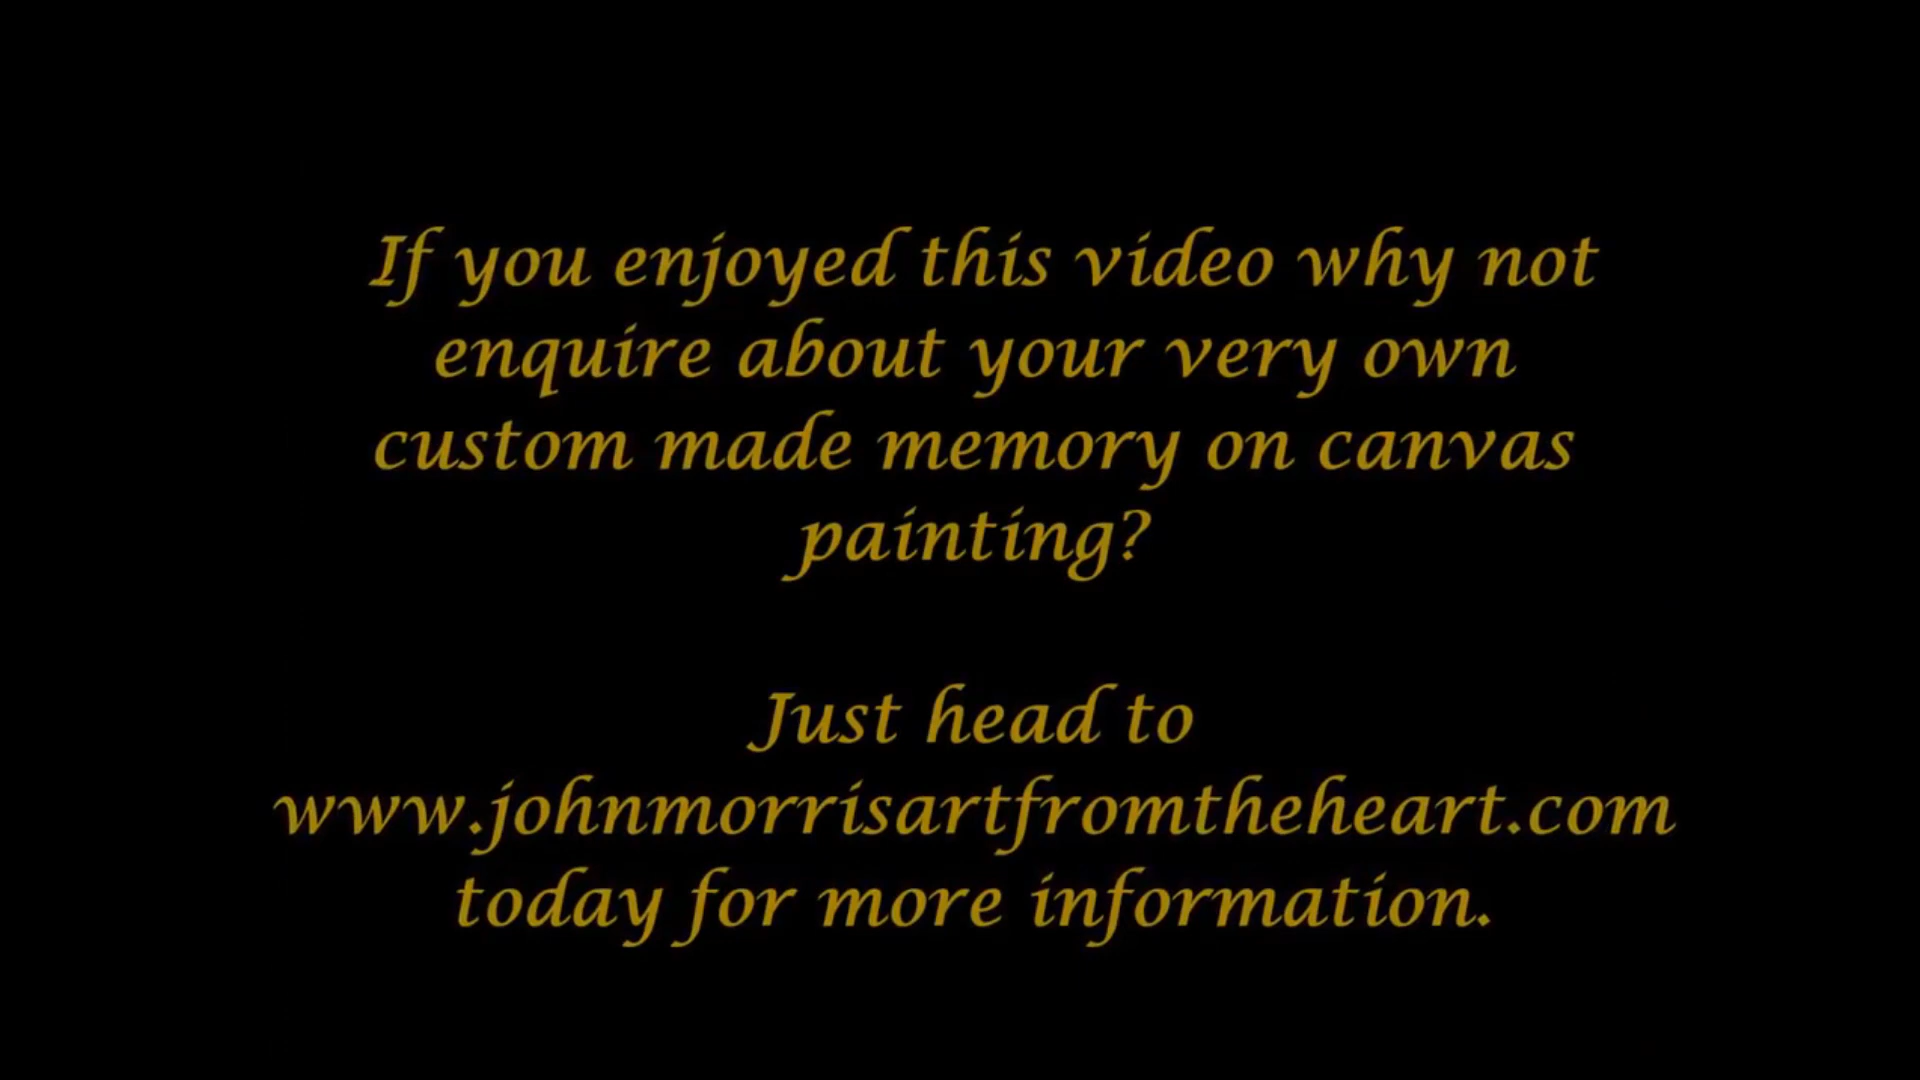 If you enjoyed this video why not
enquire about your very own
custom made memory on canvas
painting?
Just head to
www.johnmorrisartfromtheheart.com
today for more information.